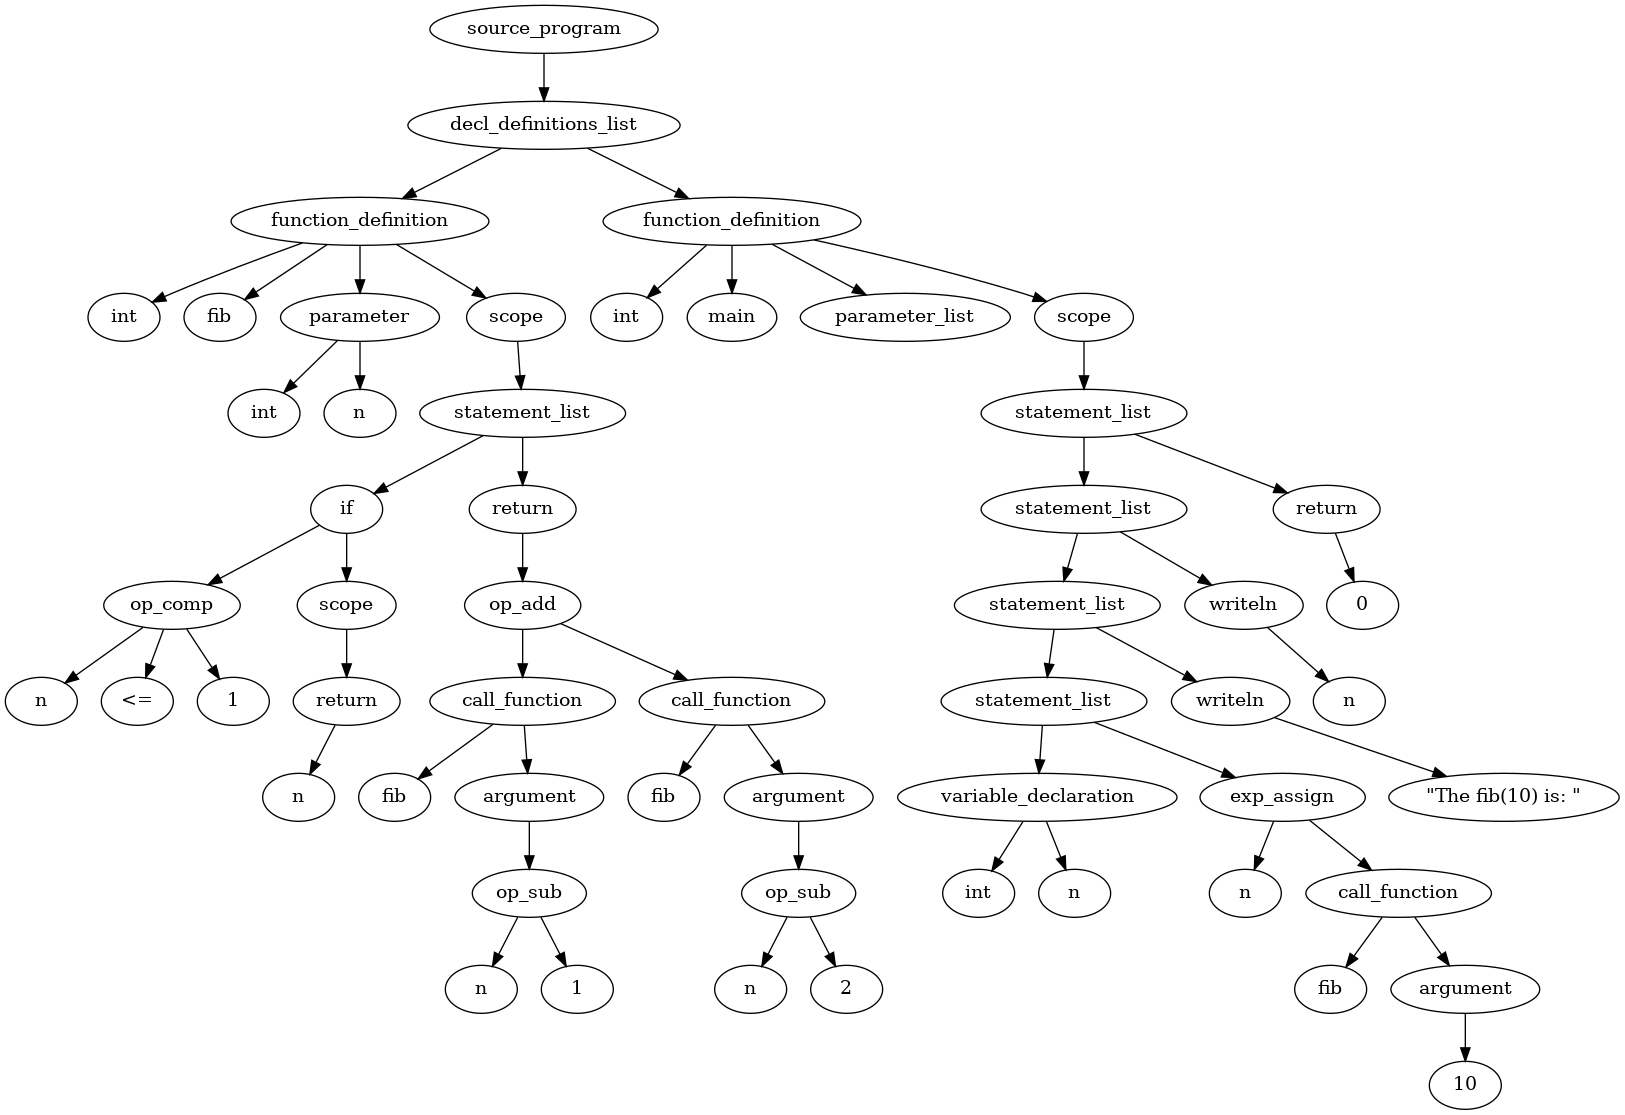 source_program
decl_definitions_list
function_definition function_definition
int fib parameter scope int main parameter_list scope
int n statement_list statement_list
if return statement_list return
op_comp scope op_add statement_list writeln 0
n <= 1 return call_function call_function statement_list writeln n
n fib argument fib argument variable_declaration exp_assign "The fib(10) is: "
op_sub op_sub int n n call_function
n 1 n 2 fib argument
10